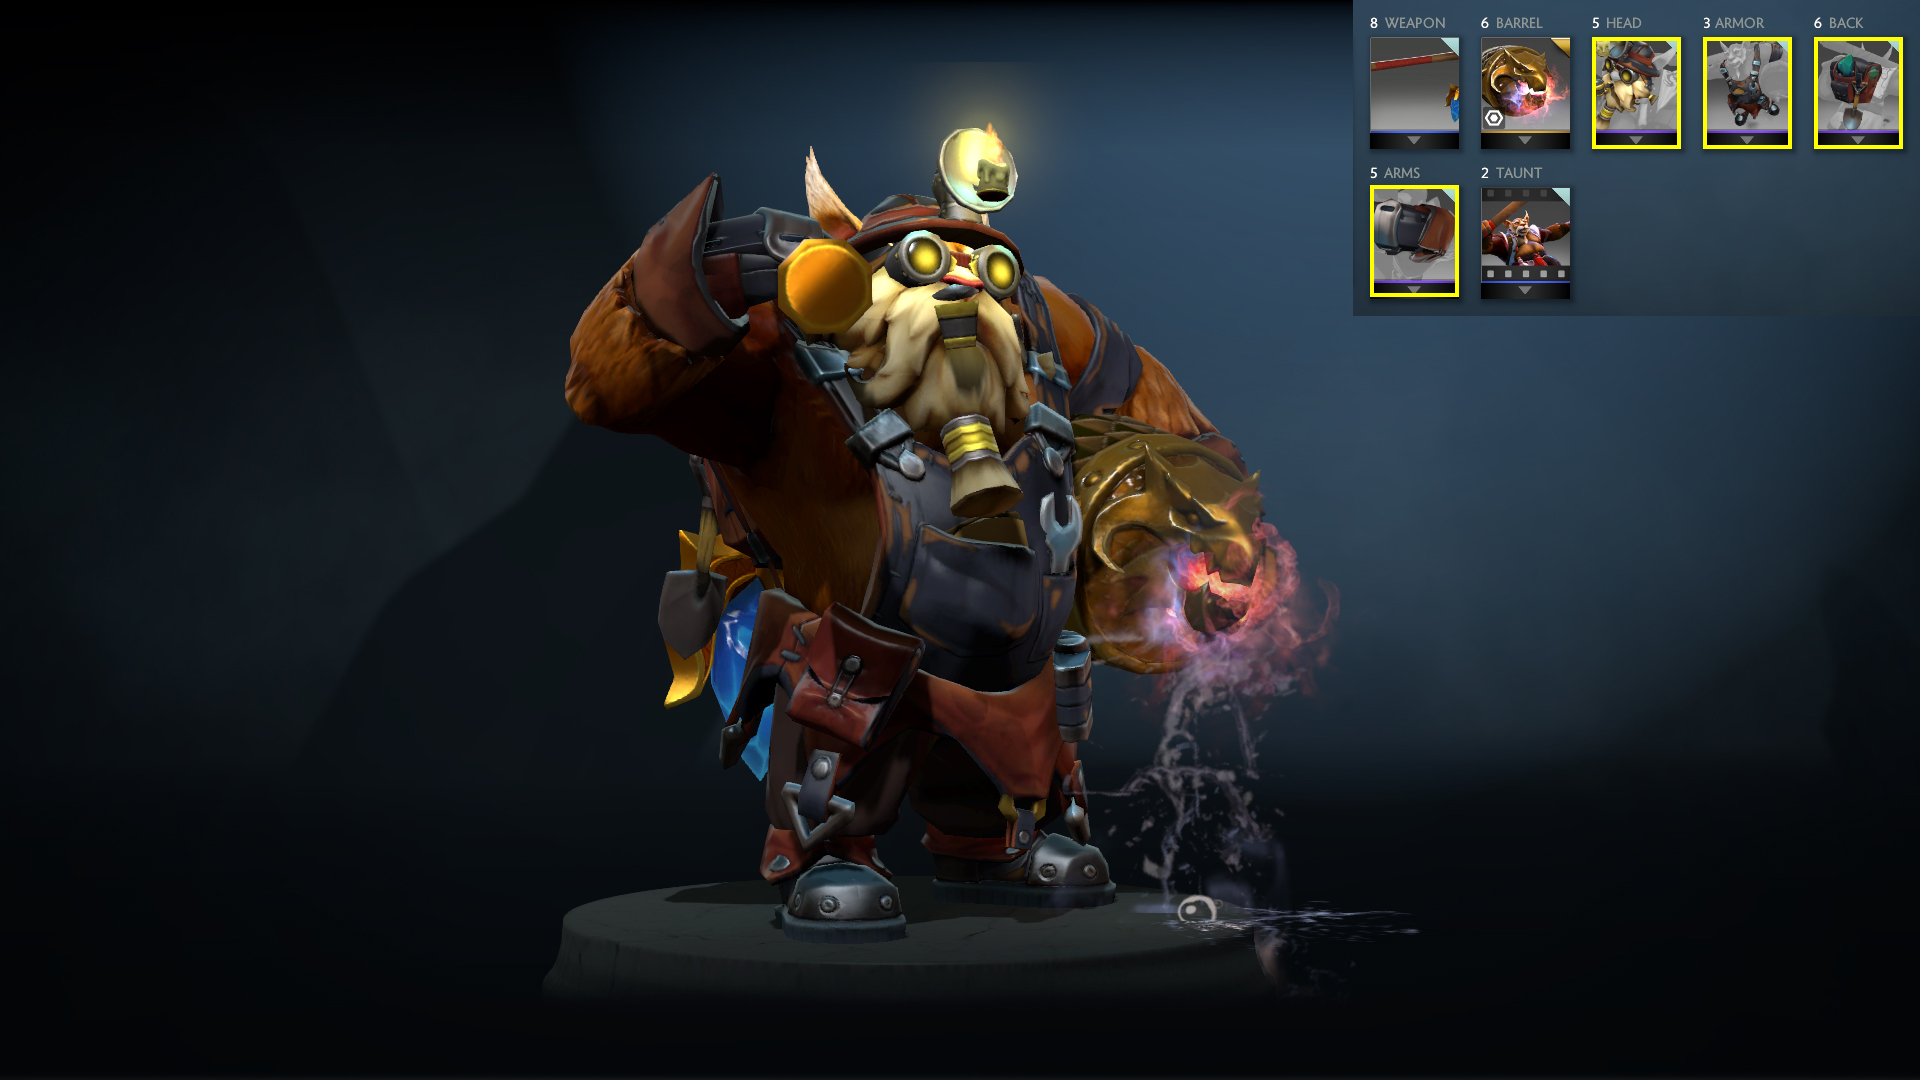 8 WEAPON
6 BARREL
5 HEAD
3 ARMOR
6 BACK
5 ARMS
2 TAUNT